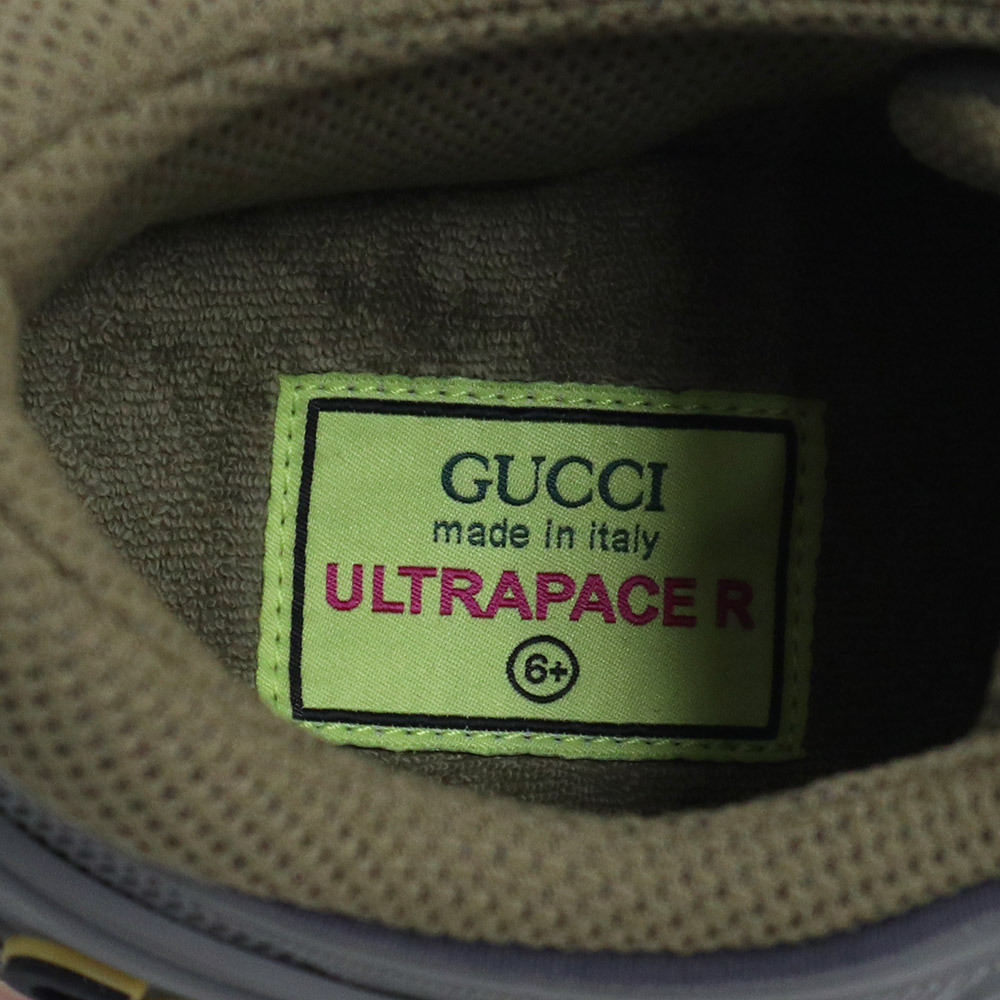 GUCCI
made in italy
ULTRAPACE R
6+